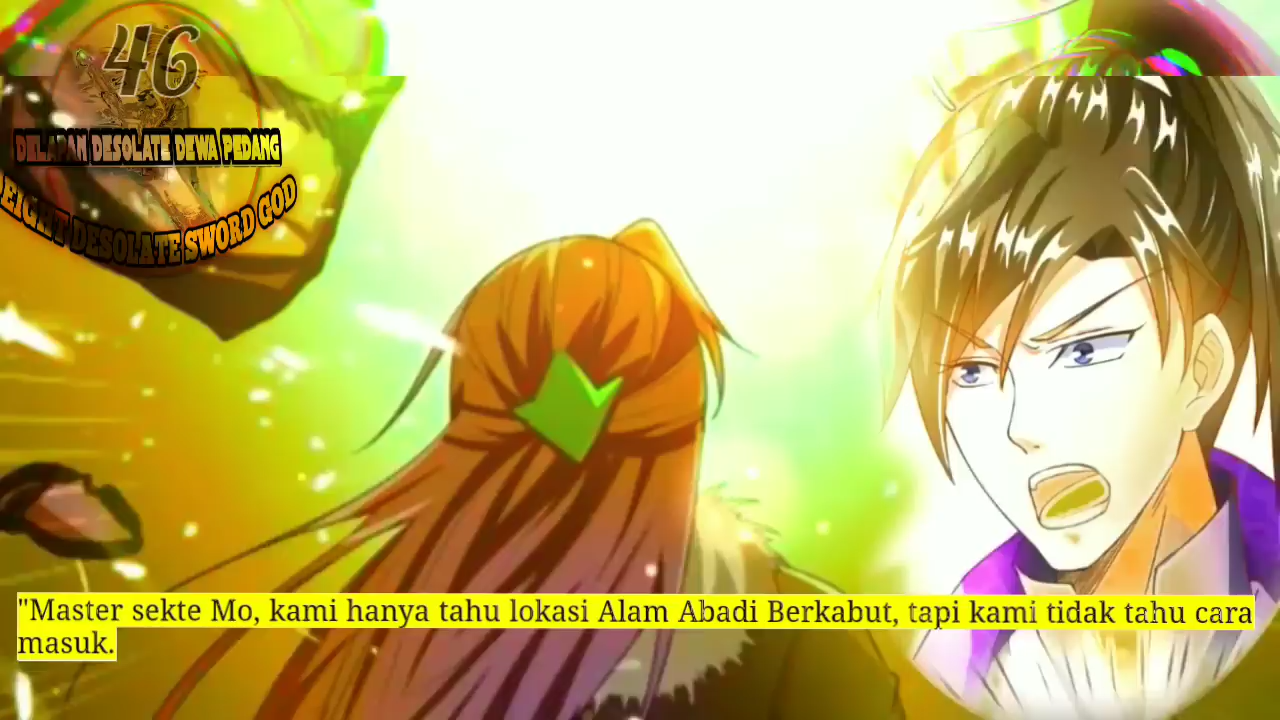 46
DELAPAN DESOLATE DEWA PEDANG
EIGHT DESOLATE SWORD GOD
"Master sekte Mo, kami hanya tahu lokasi Alam Abadi Berkabut, tapi kami tidak tahu cara
masuk.